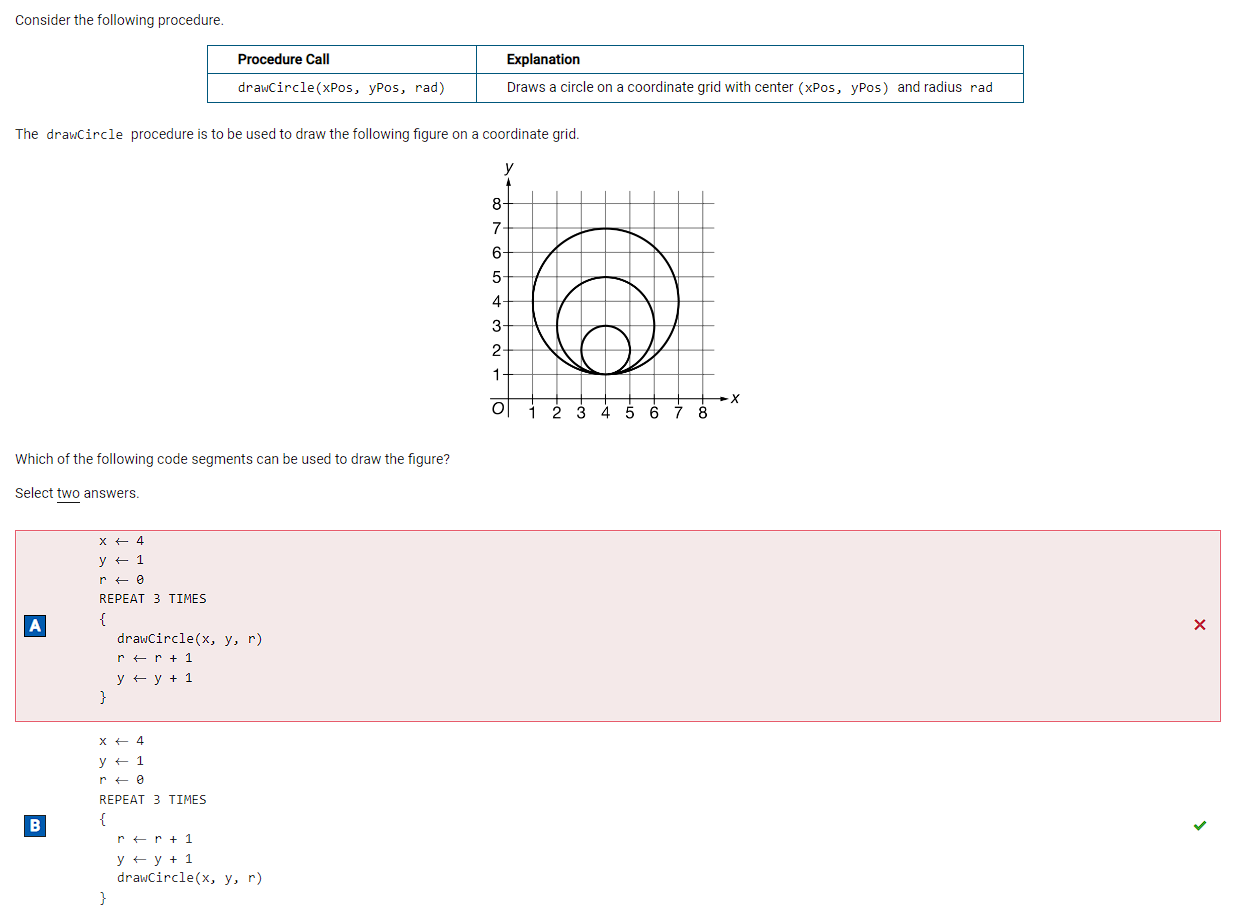 Consider the following procedure.
Procedure Call Explanation
drawCircle(xPos, yPos, rad) Draws a circle on a coordinate grid with center (xPos, yPos) and radius rad
The drawCircle procedure is to be used to draw the following figure on a coordinate grid.
y
8
7
6
5
4
3
2
1
x
O 1 2 3 4 5 6 7 8
Which of the following code segments can be used to draw the figure?
Select two answers.
x ← 4
y ← 1
r ← 0
REPEAT 3 TIMES
{
A
drawCircle(x, y, r)
r ← r + 1
y ← y + 1
}
x ← 4
y ← 1
r ← 0
REPEAT 3 TIMES
{
B
r ← r + 1
y ← y + 1
drawCircle(x, y, r)
}